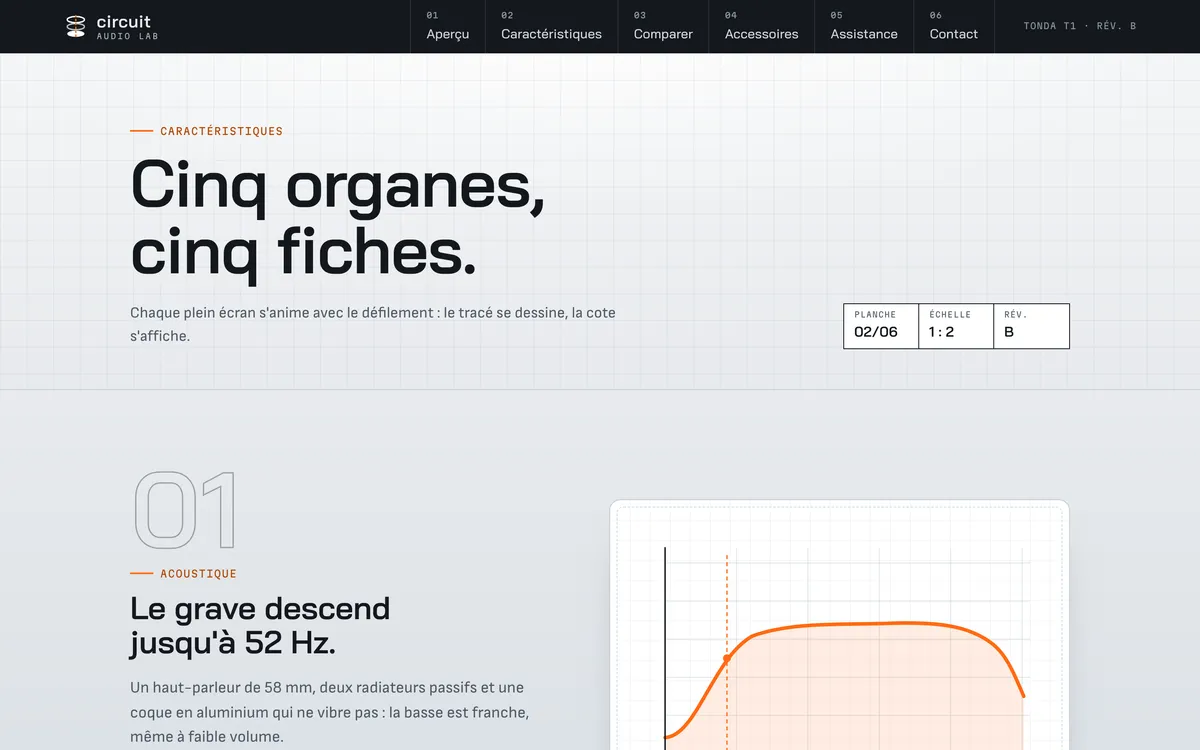 circuit
AUDIO LAB
01
Aperçu
02
Caractéristiques
03
Comparer
04
Accessoires
05
Assistance
06
Contact
TONDA T1 · RÉV. B
CARACTÉRISTIQUES
Cinq organes,
cinq fiches.
Chaque plein écran s'anime avec le défilement : le tracé se dessine, la cote
s'affiche.
PLANCHE
02/06
ÉCHELLE
1 : 2
RÉV.
B
01
ACOUSTIQUE
Le grave descend
jusqu'à 52 Hz.
Un haut-parleur de 58 mm, deux radiateurs passifs et une
coque en aluminium qui ne vibre pas : la basse est franche,
même à faible volume.